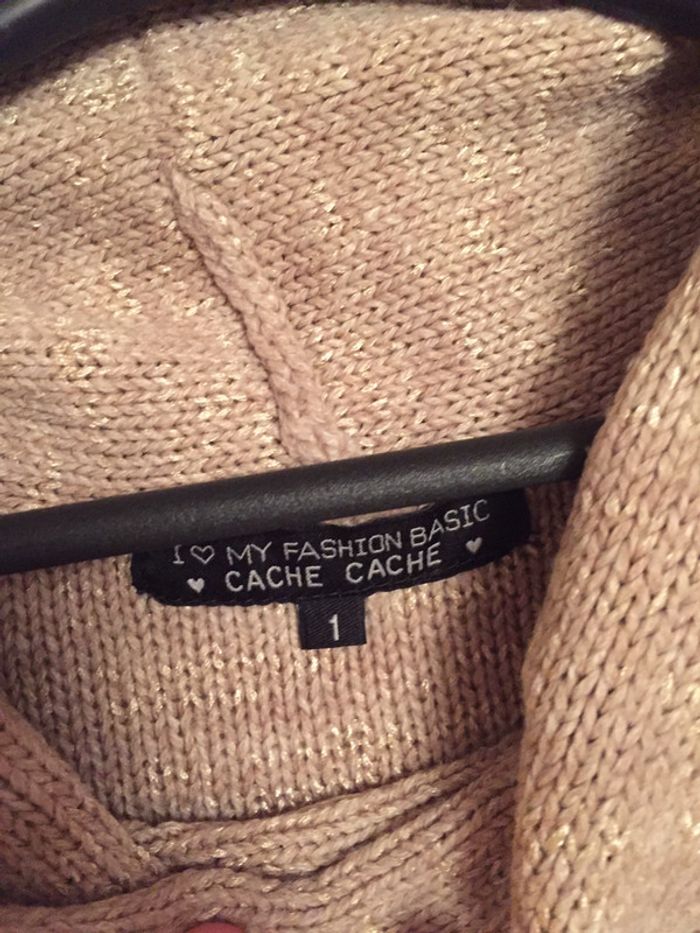 I ♡ MY FASHION BASIC
♥ CACHE CACHE ♥
1